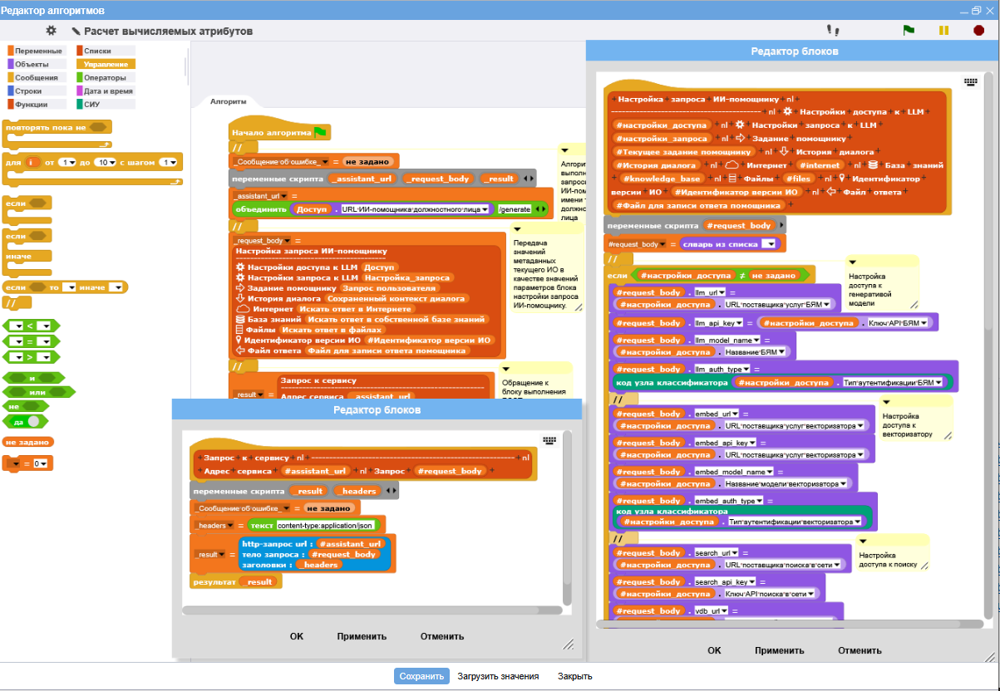 Редактор алгоритмов
Расчет вычисляемых атрибутов
Переменные
Списки
Объекты
Управление
Сообщения
Операторы
Строки
Дата и время
Функции
СИУ
повторять пока не
для i от 1 до 10 с шагом 1
если
если
иначе
если то иначе
//
<
=
>
и
или
не
да
не задано
= 0
Алгоритм
Начало алгоритма
//
_Сообщение об ошибке_ = не задано
переменные скрипта _assistant_url _request_body _result
_assistant_url =
объединить Доступ . URL·ИИ-помощника·должностного·лица /generate
//
_request_body =
Настройка запроса ИИ-помощнику
Настройки доступа к LLM Доступ
Настройки запроса к LLM Настройка_запроса
Задание помощнику Запрос пользователя
История диалога Сохраненный контекст диалога
Интернет Искать ответ в Интернете
База знаний Искать ответ в собственной базе знаний
Файлы Искать ответ в файлах
Идентификатор версии ИО #Идентификатор версии ИО
Файл ответа Файл для записи ответа помощника
//
Запрос к сервису
_result =
Адрес сервиса _assistant_url
Алгорит
выполн
запрос
ИИ-пом
имени
должно
лица
Передача
значений
метаданных
текущего ИО в
качестве значений
параметров блока
настройки запроса
ИИ-помощнику.
Обращение к
блоку выполнения
Редактор блоков
Запрос к сервису nl ---------- nl
Адрес сервиса #assistant_url nl Запрос #request_body
переменные скрипта _result _headers
_Сообщение об ошибке_ = не задано
_headers = текст content-type:application/json
http-запрос url : #assistant_url
_result = тело запроса : #request_body
заголовки : _headers
результат _result
OK
Применить
Отменить
Редактор блоков
Настройка запроса ИИ-помощнику nl
---------- nl Настройки доступа к LLM
#настройки_доступа nl Настройки запроса к LLM
#настройки_запроса nl Задание помощнику
#Текущее задание помощнику nl История диалога
#История диалога nl Интернет #internet nl База знаний
#knowledge_base nl Файлы #files nl Идентификатор
версии ИО #Идентификатор версии ИО nl Файл ответа
#Файл для записи ответа помощника
переменные скрипта #request_body
#request_body = слварь из списка
//
если #настройки_доступа ≠ не задано
#request_body . llm_url =
#настройки_доступа . URL·поставщика·услуг·БЯМ
#request_body . llm_api_key = #настройки_доступа . Ключ·API·БЯМ
#request_body . llm_model_name =
#настройки_доступа . Название·БЯМ
#request_body . llm_auth_type =
код узла классификатора #настройки_доступа . Тип·аутентификации·БЯМ
//
#request_body . embed_url =
#настройки_доступа . URL·поставщика·услуг·векторизатора
#request_body . embed_api_key =
#настройки_доступа . URL·поставщика·услуг·векторизатора
#request_body . embed_model_name =
#настройки_доступа . Название·модели·векторизатора
#request_body . embed_auth_type =
код узла классификатора
#настройки_доступа . Тип·аутентификации·векторизатора
//
#request_body . search_url =
#настройки_доступа . URL·поставщика·поиска·в·сети
#request_body . search_api_key =
#настройки_доступа . Ключ·API·поиска·в·сети
#request_body . vdb_url =
#настройки_доступа
Настройка
доступа к
генеративой
модели
Настройка
доступа к
векторизатору
Настройка
доступа к поиску
OK
Применить
Отменить
Сохранить
Загрузить значения
Закрыть